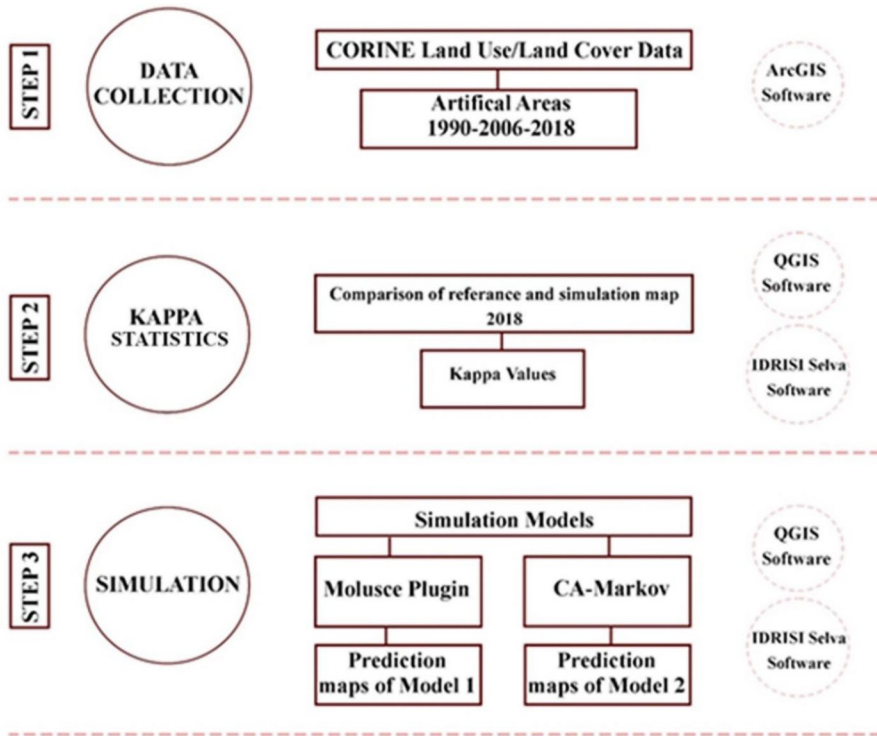 STEP 1
DATA
COLLECTION
CORINE Land Use/Land Cover Data
Artifical Areas
1990-2006-2018
ArcGIS
Software
STEP 2
KAPPA
STATISTICS
Comparison of referance and simulation map
2018
Kappa Values
QGIS
Software
IDRISI Selva
Software
STEP 3
SIMULATION
Simulation Models
Molusce Plugin
CA-Markov
Prediction
maps of Model 1
Prediction
maps of Model 2
QGIS
Software
IDRISI Selva
Software